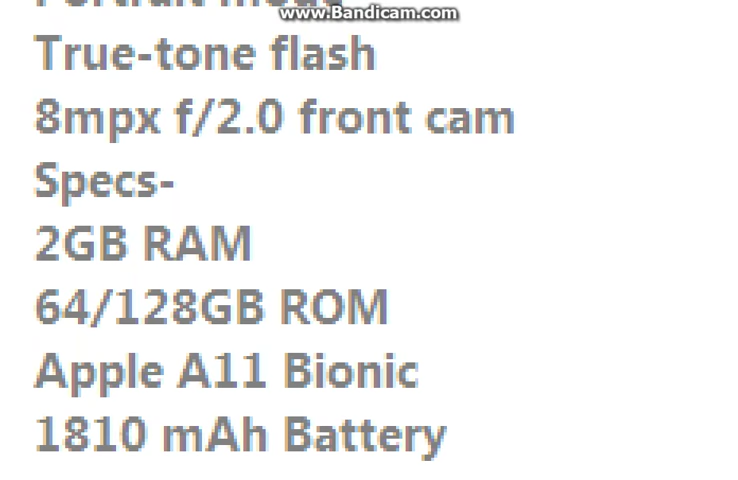 www.Bandicam.com
True-tone flash
8mpx f/2.0 front cam
Specs-
2GB RAM
64/128GB ROM
Apple A11 Bionic
1810 mAh Battery